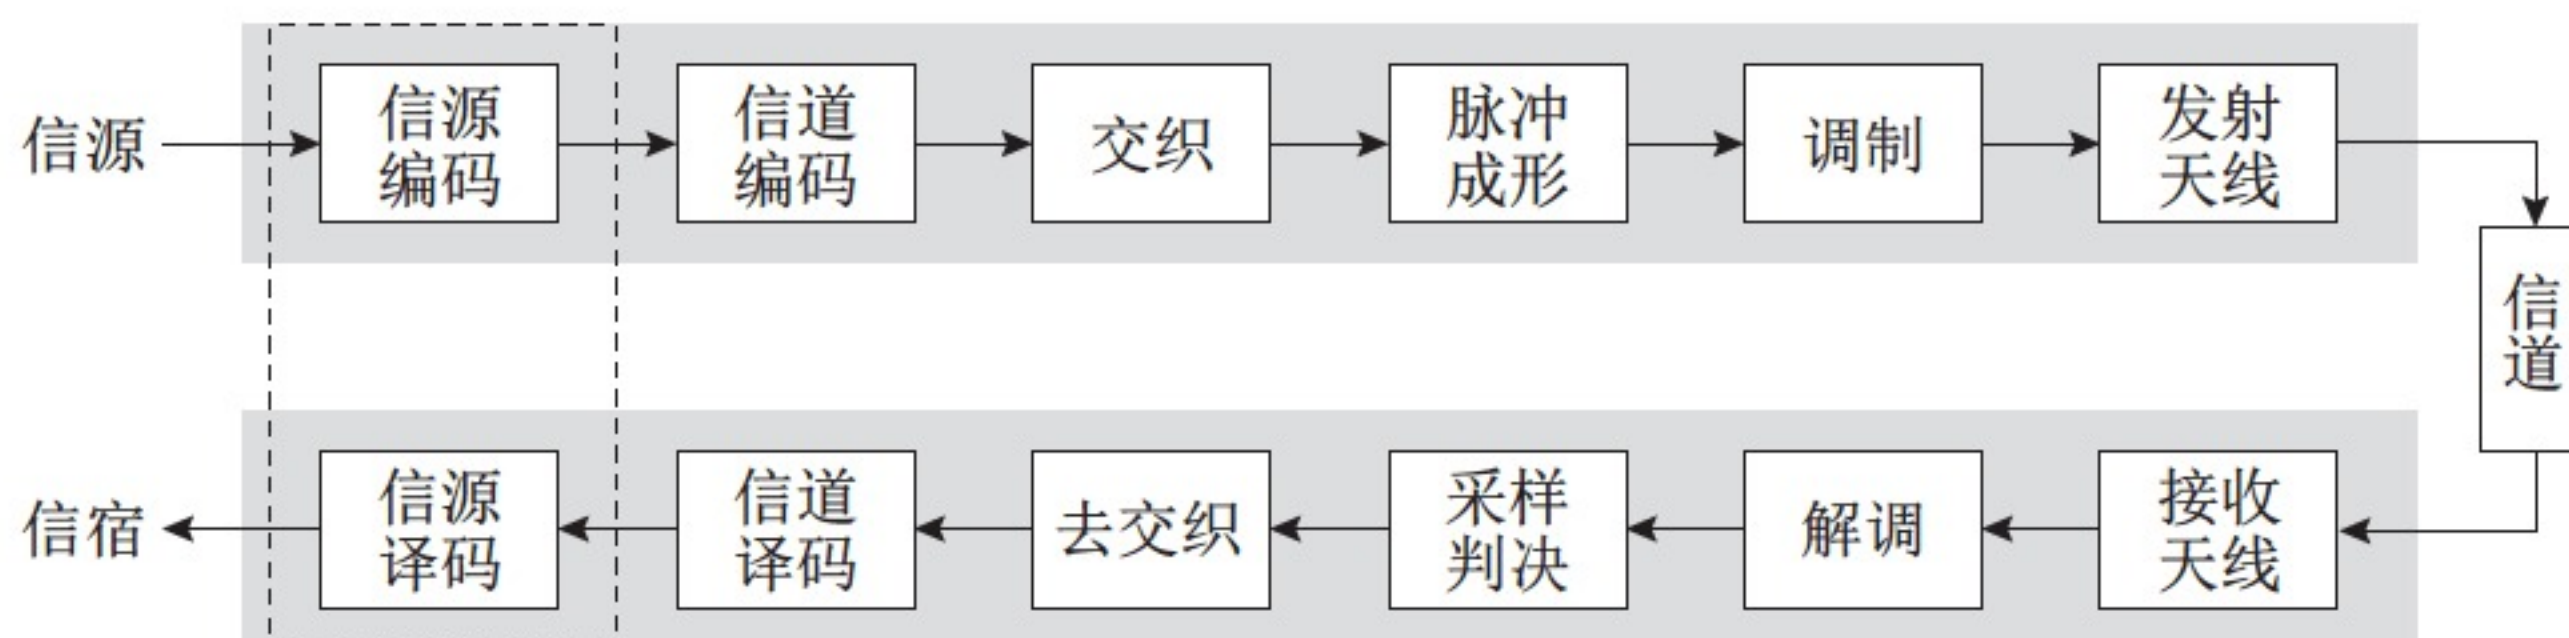 信源
信源
编码
信道
编码
交织
脉冲
成形
调制
发射
天线
信
道
信宿
信源
译码
信道
译码
去交织
采样
判决
解调
接收
天线